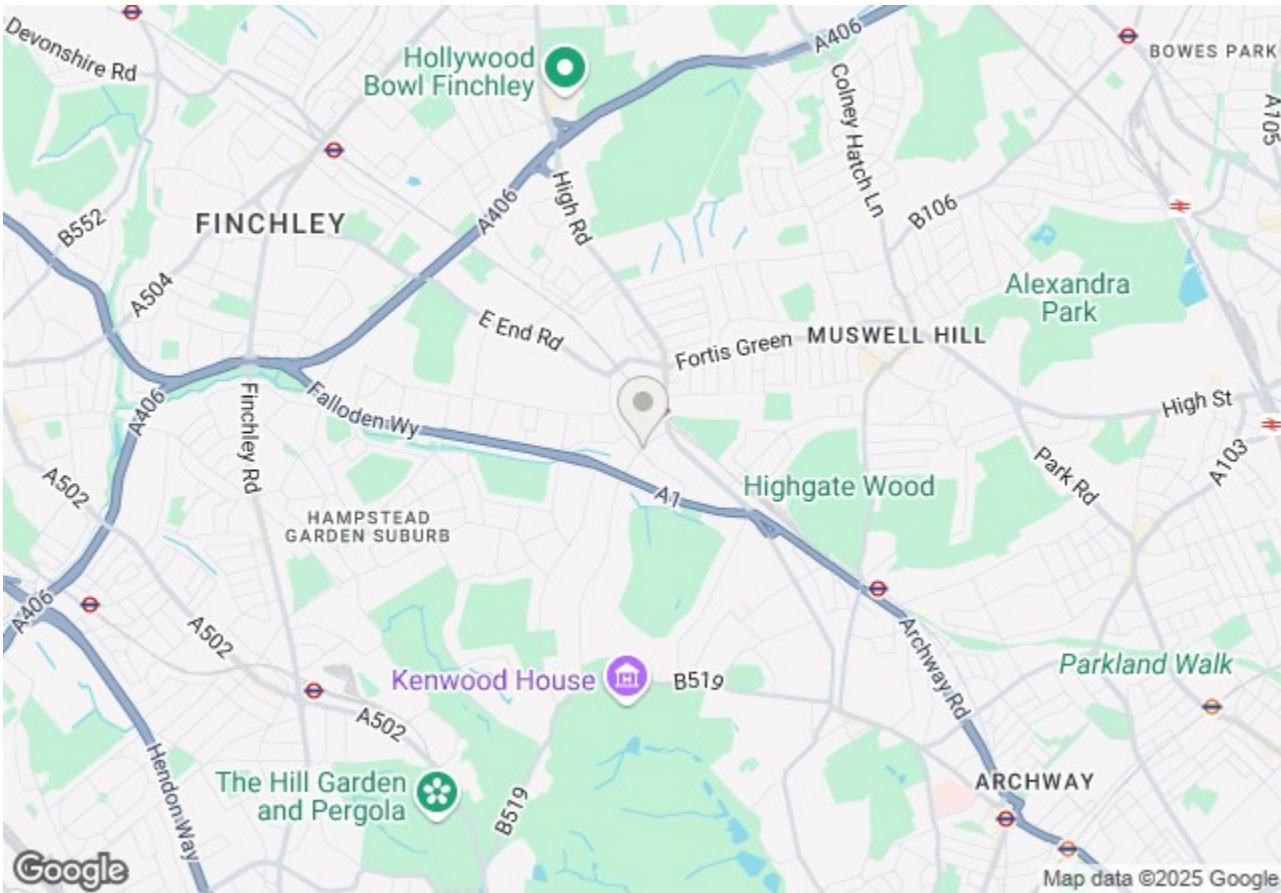 Devonshire Rd
Hollywood
Bowl Finchley
A406
Colney Hatch Ln
BOWES PARK
A105
High Rd
A406
B106
FINCHLEY
B552
A504
Alexandra
Park
E End Rd
Fortis Green
MUSWELL HILL
Falloden Wy
Finchley Rd
A406
High St
A103
Park Rd
A502
A1
Highgate Wood
HAMPSTEAD
GARDEN SUBURB
A406
A502
Archway Rd
Parkland Walk
Kenwood House
B519
A502
Hendon Way
The Hill Garden
and Pergola
B519
ARCHWAY
Google
Map data ©2025 Google